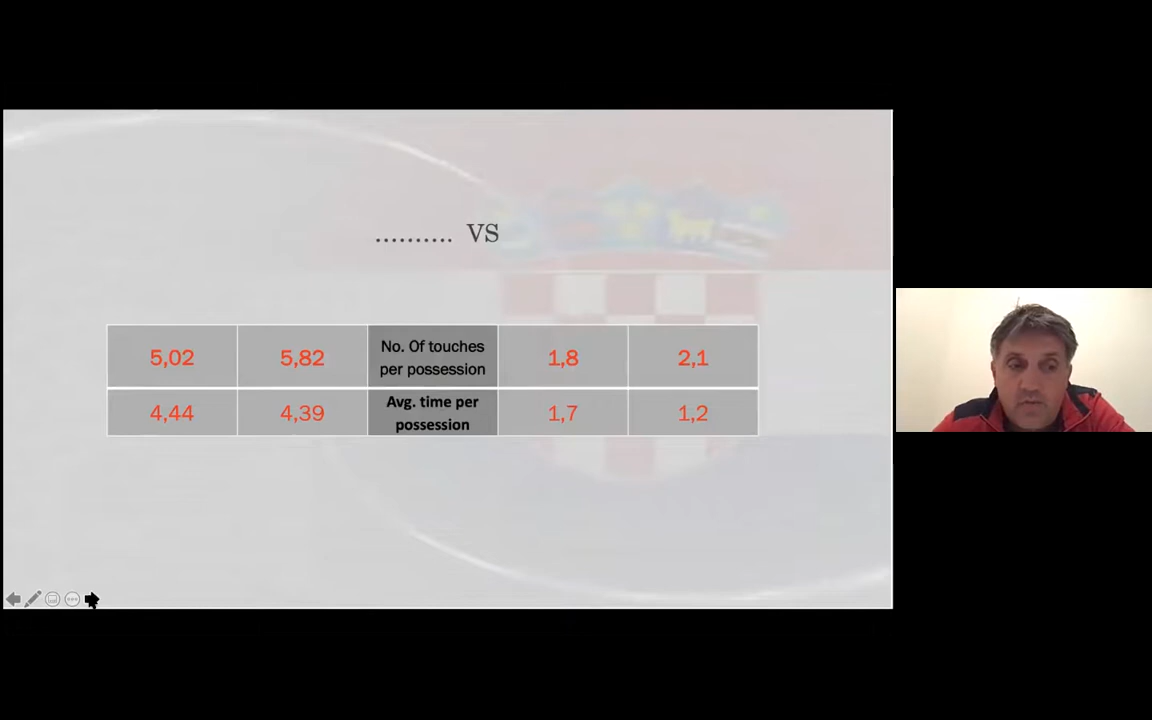 .......... VS
5,02 5,82 No. Of touches per possession 1,8 2,1
4,44 4,39 Avg. time per possession 1,7 1,2